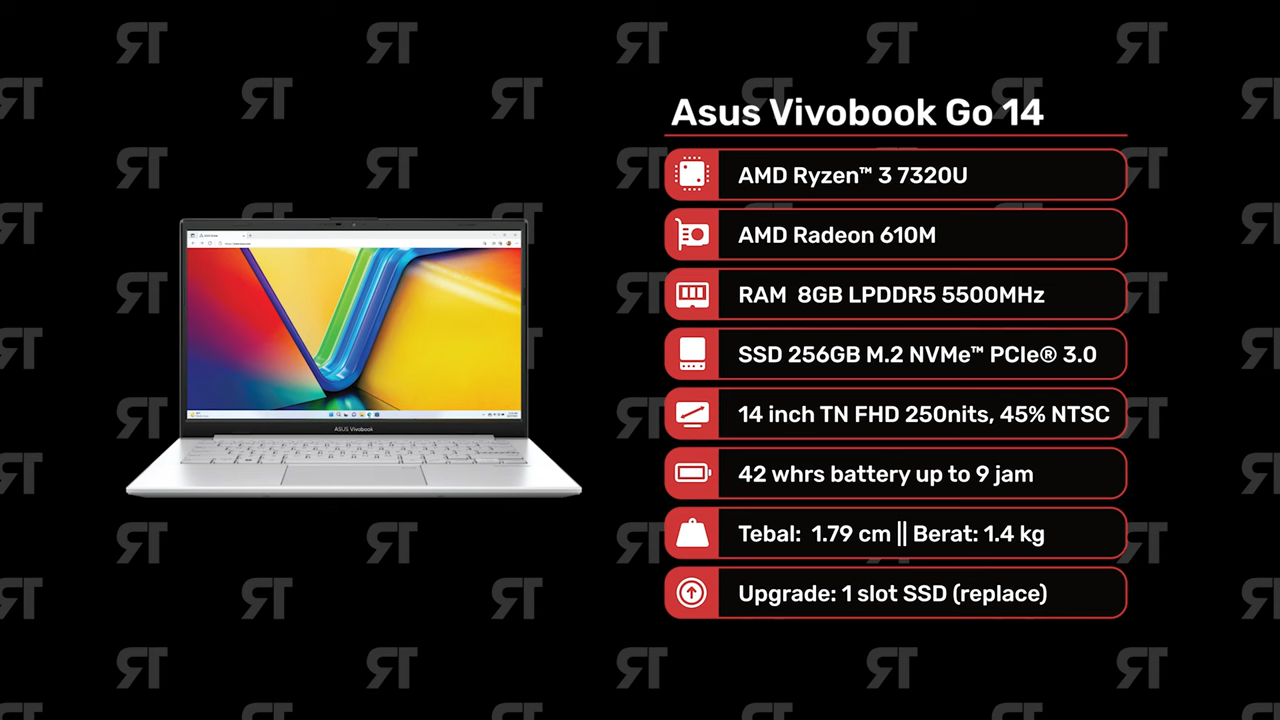 Asus Vivobook Go 14
AMD Ryzen™ 3 7320U
AMD Radeon 610M
RAM 8GB LPDDR5 5500MHz
SSD 256GB M.2 NVMe™ PCIe® 3.0
14 inch TN FHD 250nits, 45% NTSC
42 whrs battery up to 9 jam
Tebal: 1.79 cm || Berat: 1.4 kg
Upgrade: 1 slot SSD (replace)
ASUS Vivobook